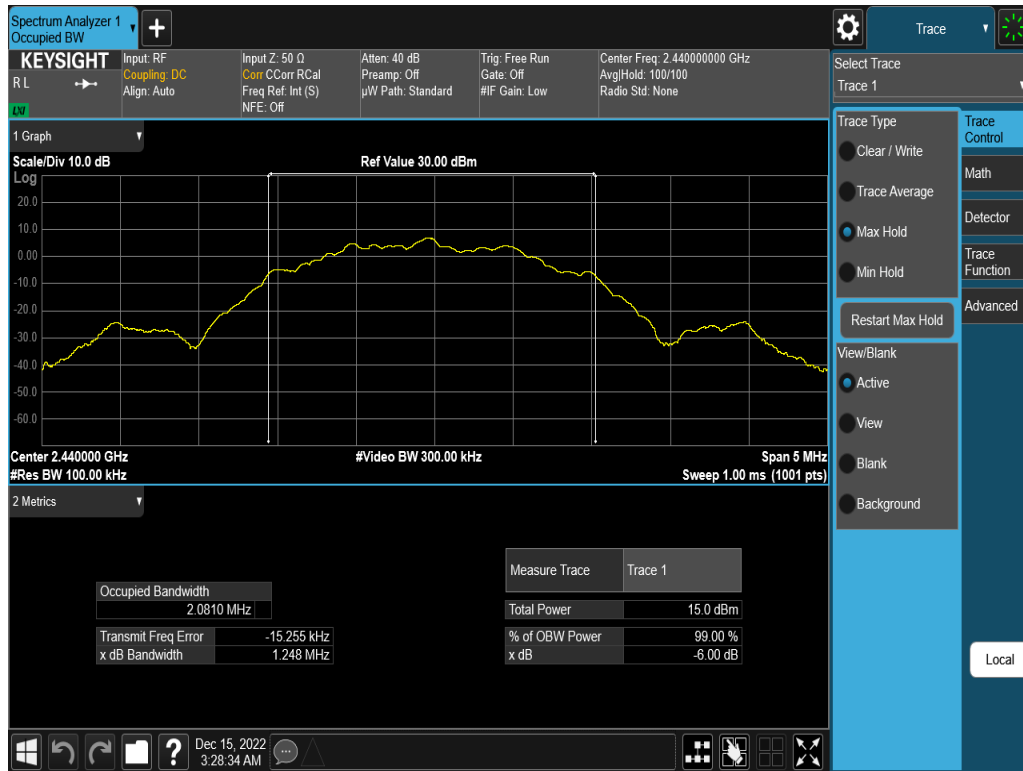 Spectrum Analyzer 1
Occupied BW
Trace
KEYSIGHT
R L
LXI
Input: RF
Coupling: DC
Align: Auto
Input Z: 50 Ω
Corr CCorr RCal
Freq Ref: Int (S)
NFE: Off
Atten: 40 dB
Preamp: Off
µW Path: Standard
Trig: Free Run
Gate: Off
#IF Gain: Low
Center Freq: 2.440000000 GHz
Avg|Hold: 100/100
Radio Std: None
Select Trace
Trace 1
1 Graph
Scale/Div 10.0 dB
Ref Value 30.00 dBm
Log
20.0
10.0
0.00
-10.0
-20.0
-30.0
-40.0
-50.0
-60.0
Center 2.440000 GHz
#Video BW 300.00 kHz
Span 5 MHz
#Res BW 100.00 kHz
Sweep 1.00 ms (1001 pts)
Trace Type
Clear / Write
Trace Average
Max Hold
Min Hold
Restart Max Hold
View/Blank
Active
View
Blank
Background
Trace
Control
Math
Detector
Trace
Function
Advanced
Local
2 Metrics
Occupied Bandwidth
2.0810 MHz
Transmit Freq Error -15.255 kHz
x dB Bandwidth 1.248 MHz
Measure Trace Trace 1
Total Power 15.0 dBm
% of OBW Power 99.00 %
x dB -6.00 dB
?
Dec 15, 2022
3:28:34 AM